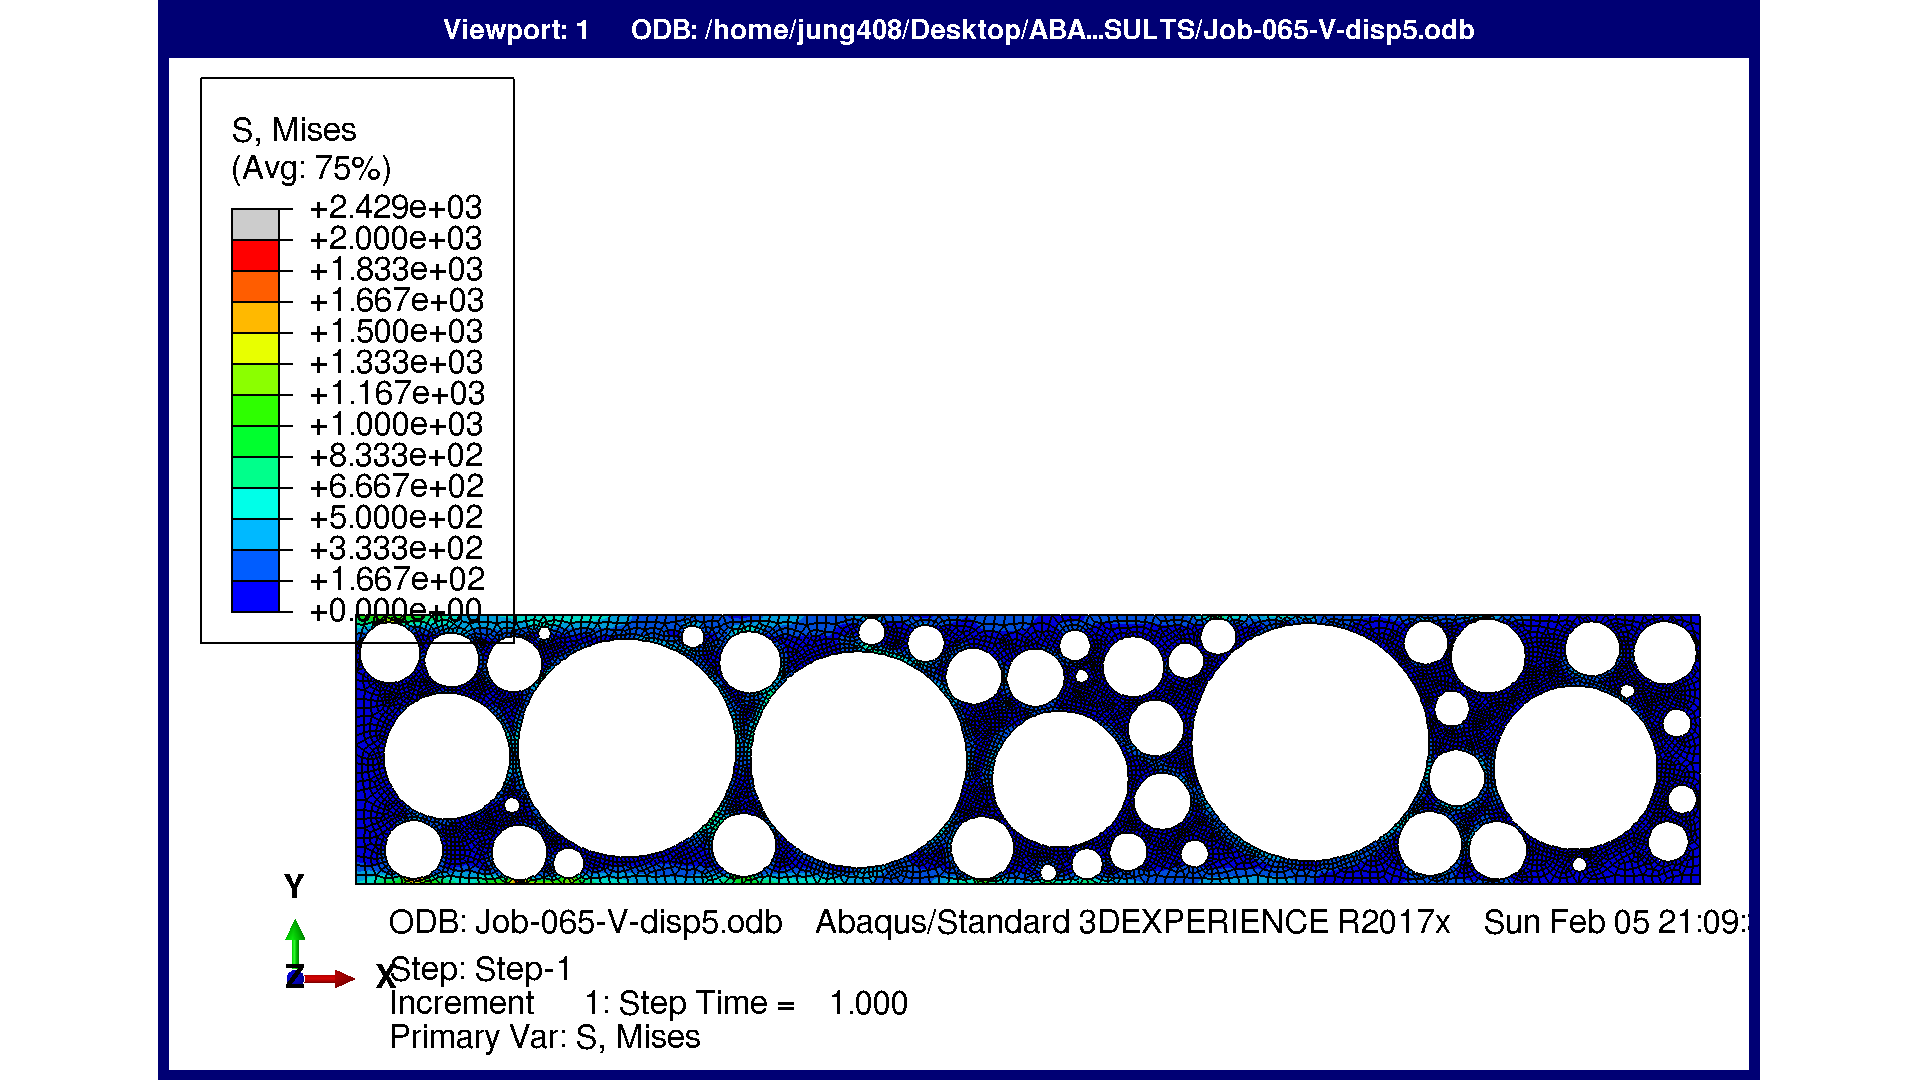 Viewport: 1 ODB: /home/jung408/Desktop/ABA...SULTS/Job-065-V-disp5.odb
S, Mises
(Avg: 75%)
+2.429e+03
+2.000e+03
+1.833e+03
+1.667e+03
+1.500e+03
+1.333e+03
+1.167e+03
+1.000e+03
+8.333e+02
+6.667e+02
+5.000e+02
+3.333e+02
+1.667e+02
+0.000e+00
Y
Z
X
ODB: Job-065-V-disp5.odb Abaqus/Standard 3DEXPERIENCE R2017x Sun Feb 05 21:09:
Step: Step-1
Increment 1: Step Time = 1.000
Primary Var: S, Mises